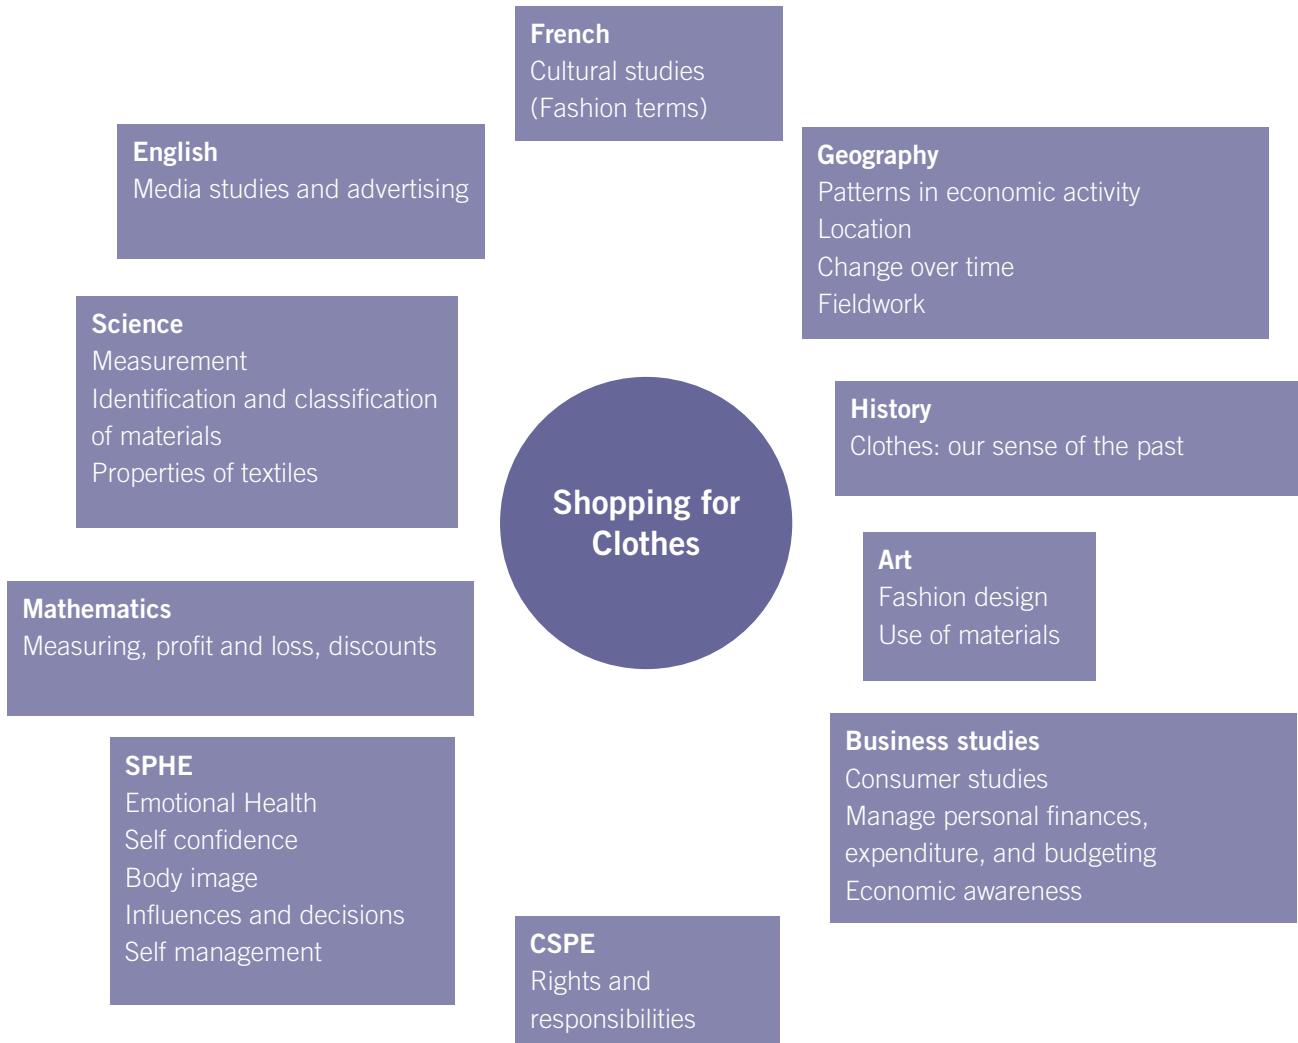 French
Cultural studies
(Fashion terms)
English
Media studies and advertising
Geography
Patterns in economic activity
Location
Change over time
Fieldwork
Science
Measurement
Identification and classification
of materials
Properties of textiles
History
Clothes: our sense of the past
Shopping for
Clothes
Art
Fashion design
Use of materials
Mathematics
Measuring, profit and loss, discounts
Business studies
Consumer studies
Manage personal finances,
expenditure, and budgeting
Economic awareness
SPHE
Emotional Health
Self confidence
Body image
Influences and decisions
Self management
CSPE
Rights and
responsibilities